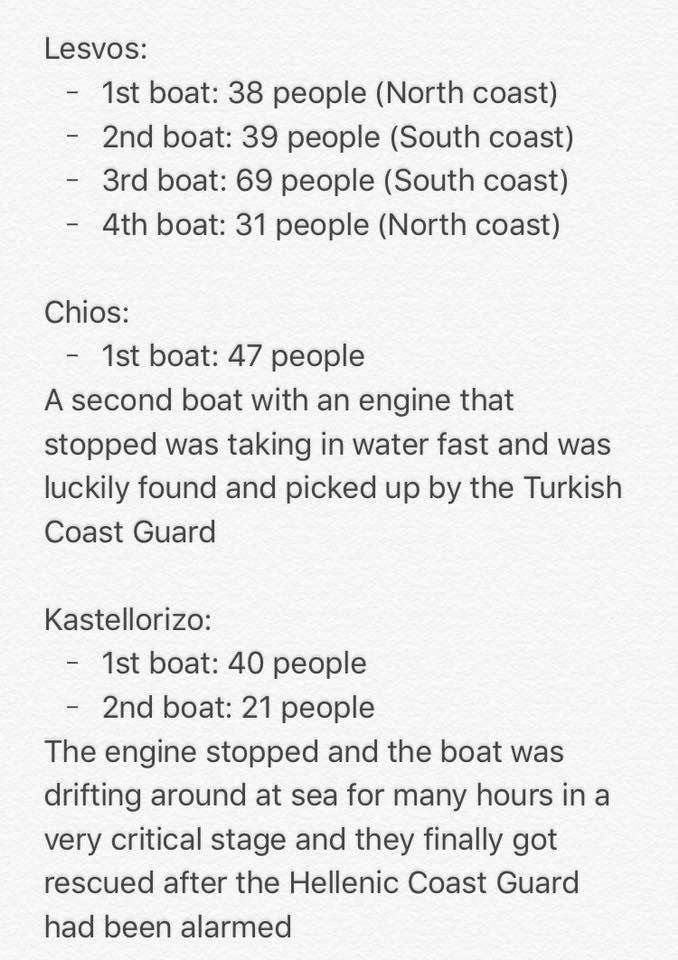 Lesvos:
- 1st boat: 38 people (North coast)
- 2nd boat: 39 people (South coast)
- 3rd boat: 69 people (South coast)
- 4th boat: 31 people (North coast)
Chios:
- 1st boat: 47 people
A second boat with an engine that
stopped was taking in water fast and was
luckily found and picked up by the Turkish
Coast Guard
Kastellorizo:
- 1st boat: 40 people
- 2nd boat: 21 people
The engine stopped and the boat was
drifting around at sea for many hours in a
very critical stage and they finally got
rescued after the Hellenic Coast Guard
had been alarmed